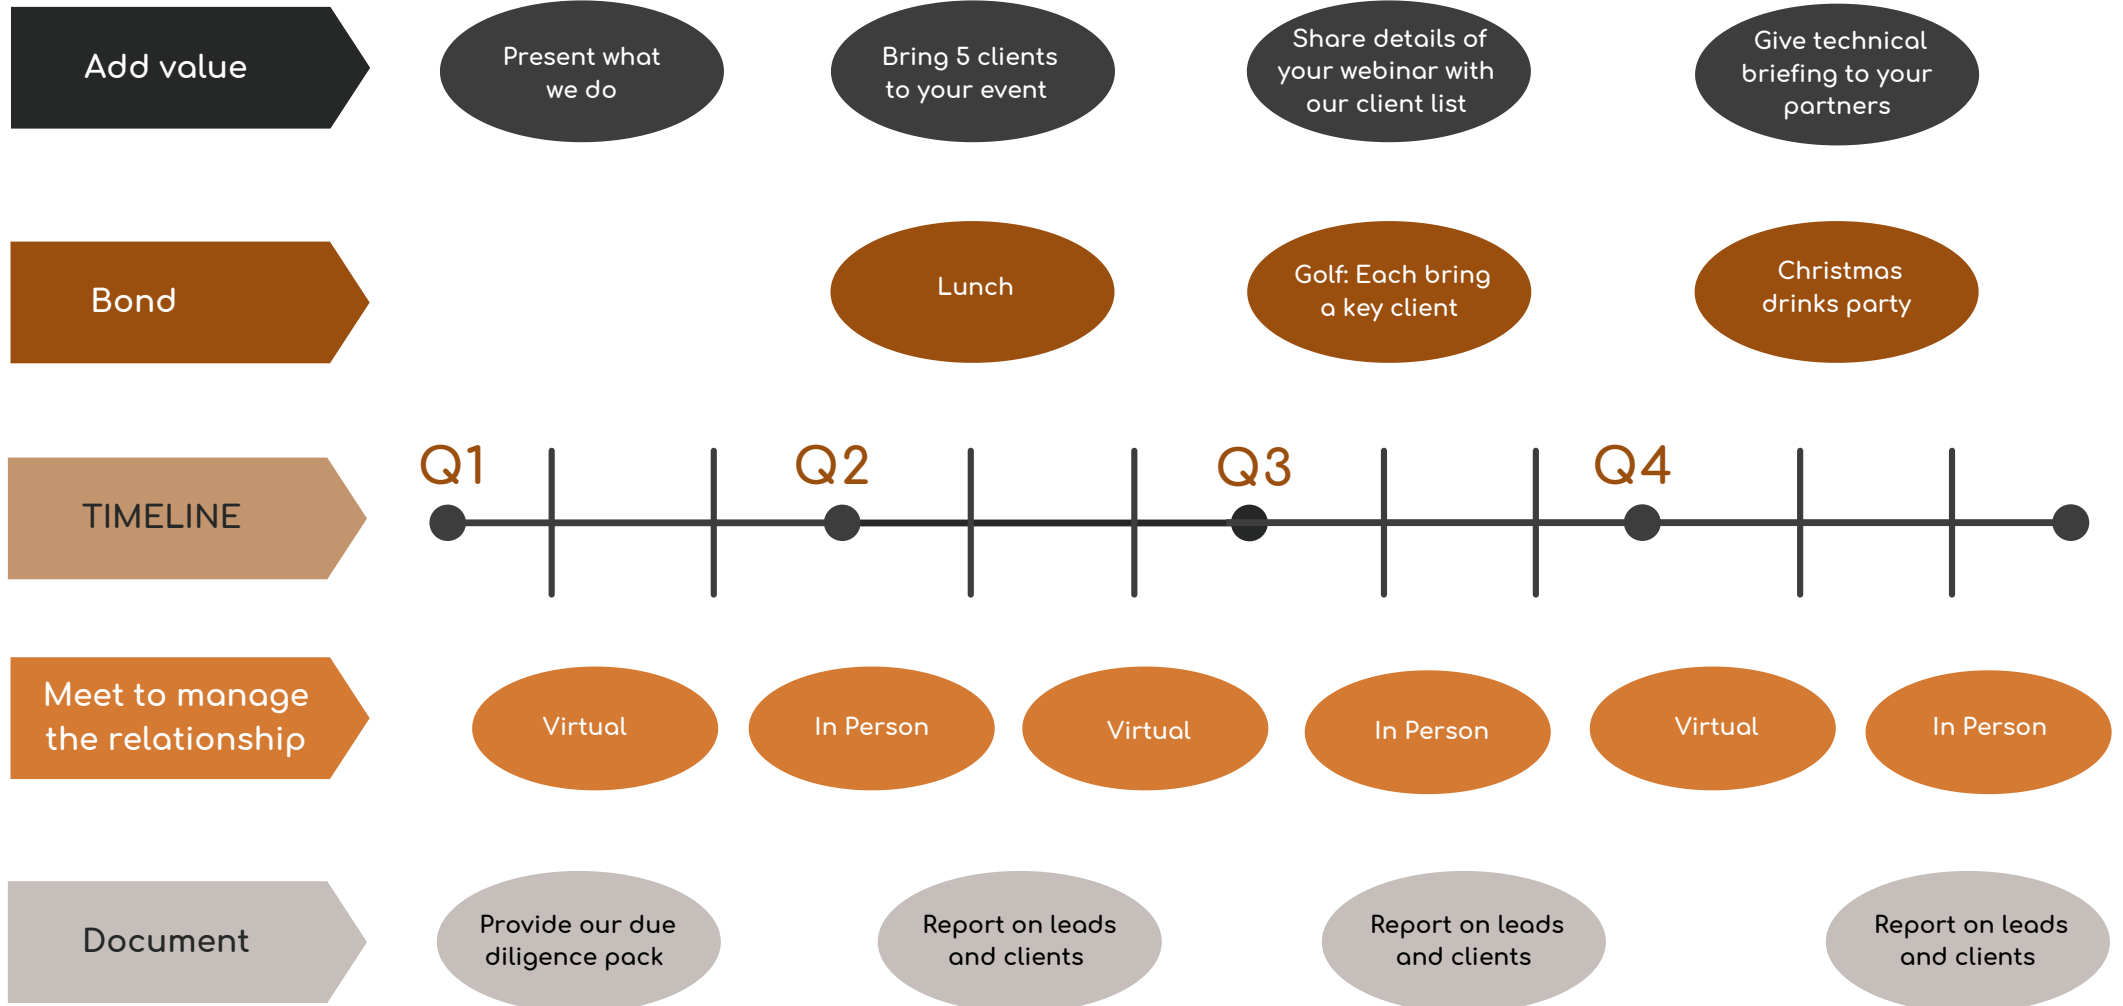 Add value
Present what
we do
Bring 5 clients
to your event
Share details of
your webinar with
our client list
Give technical
briefing to your
partners
Bond
Lunch
Golf: Each bring
a key client
Christmas
drinks party
TIMELINE
Q1
Q2
Q3
Q4
Meet to manage
the relationship
Virtual
In Person
Virtual
In Person
Virtual
In Person
Document
Provide our due
diligence pack
Report on leads
and clients
Report on leads
and clients
Report on leads
and clients